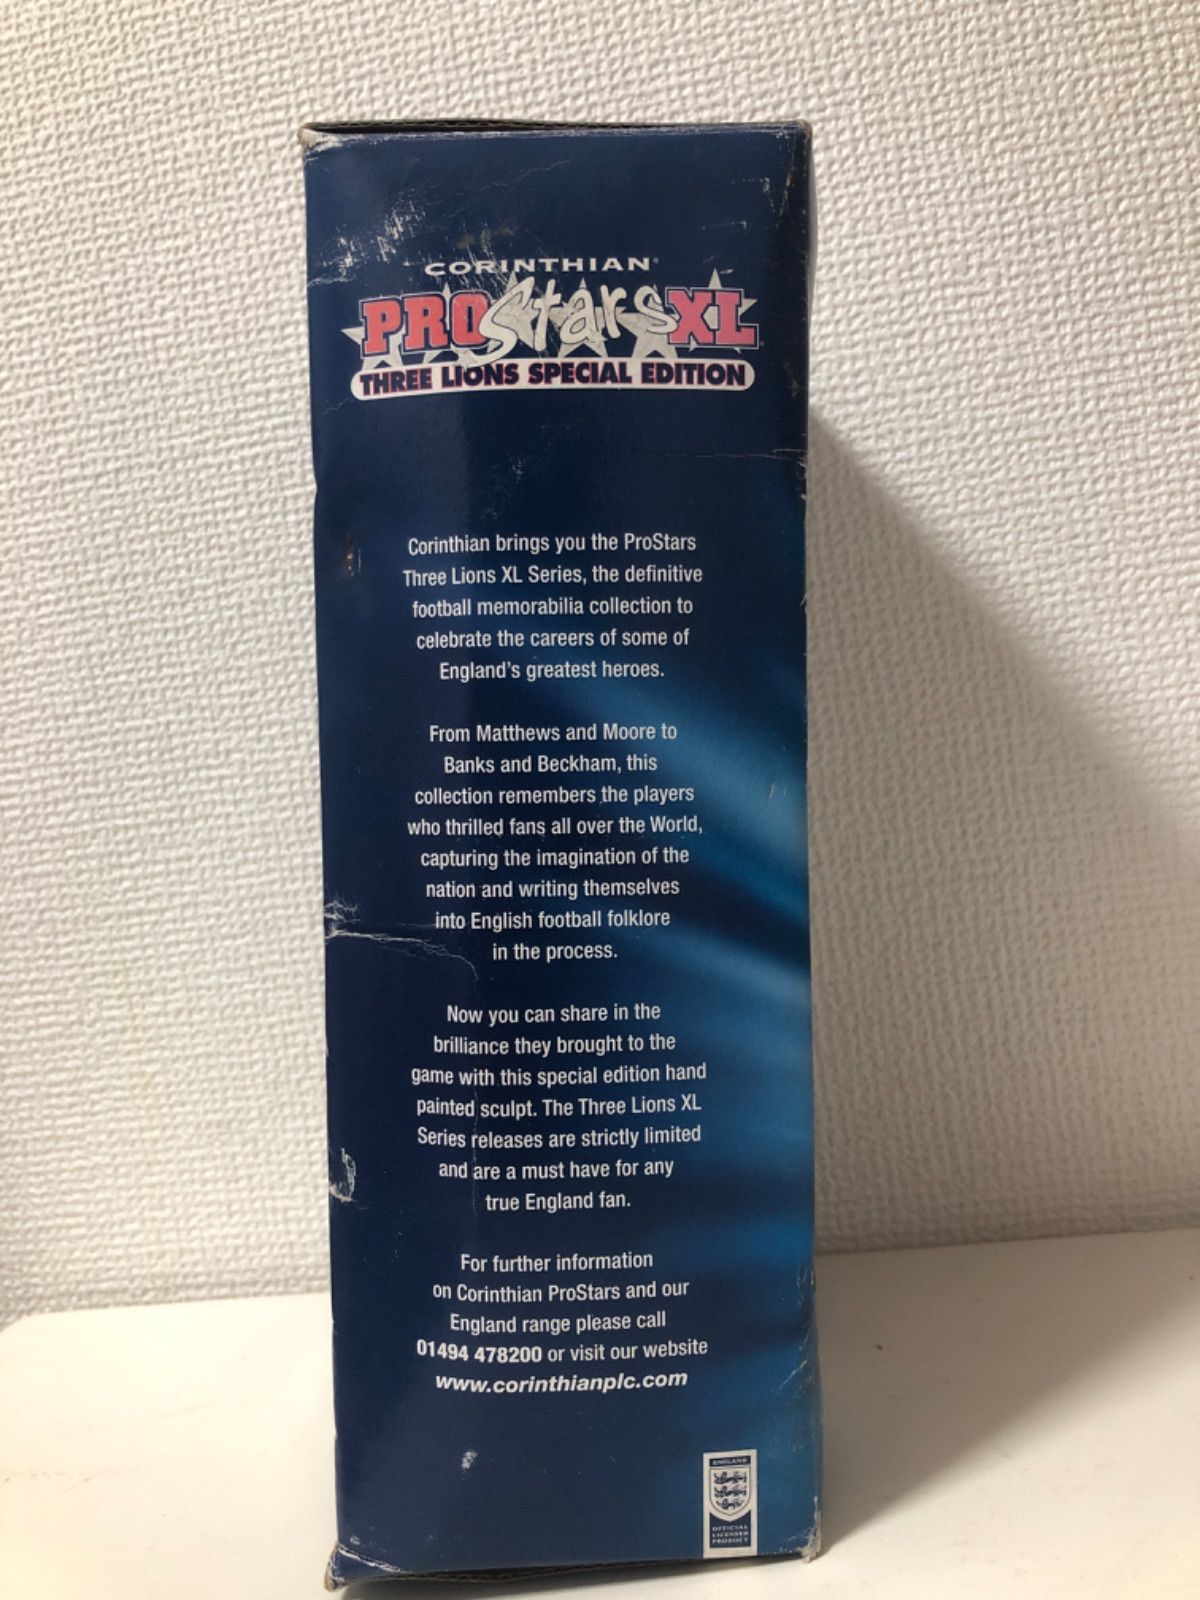 CORINTHIAN
PROStarsXL
THREE LIONS SPECIAL EDITION
Corinthian brings you the ProStars
Three Lions XL Series, the definitive
football memorabilia collection to
celebrate the careers of some of
England's greatest heroes.
From Matthews and Moore to
Banks and Beckham, this
collection remembers the players
who thrilled fans all over the World,
capturing the imagination of the
nation and writing themselves
into English football folklore
in the process.
Now you can share in the
brilliance they brought to the
game with this special edition hand
painted sculpt. The Three Lions XL
Series releases are strictly limited
and are a must have for any
true England fan.
For further information
on Corinthian ProStars and our
England range please call
01494 478200 or visit our website
www.corinthianplc.com
ENGLAND
OFFICIAL
LICENSED
PRODUCT